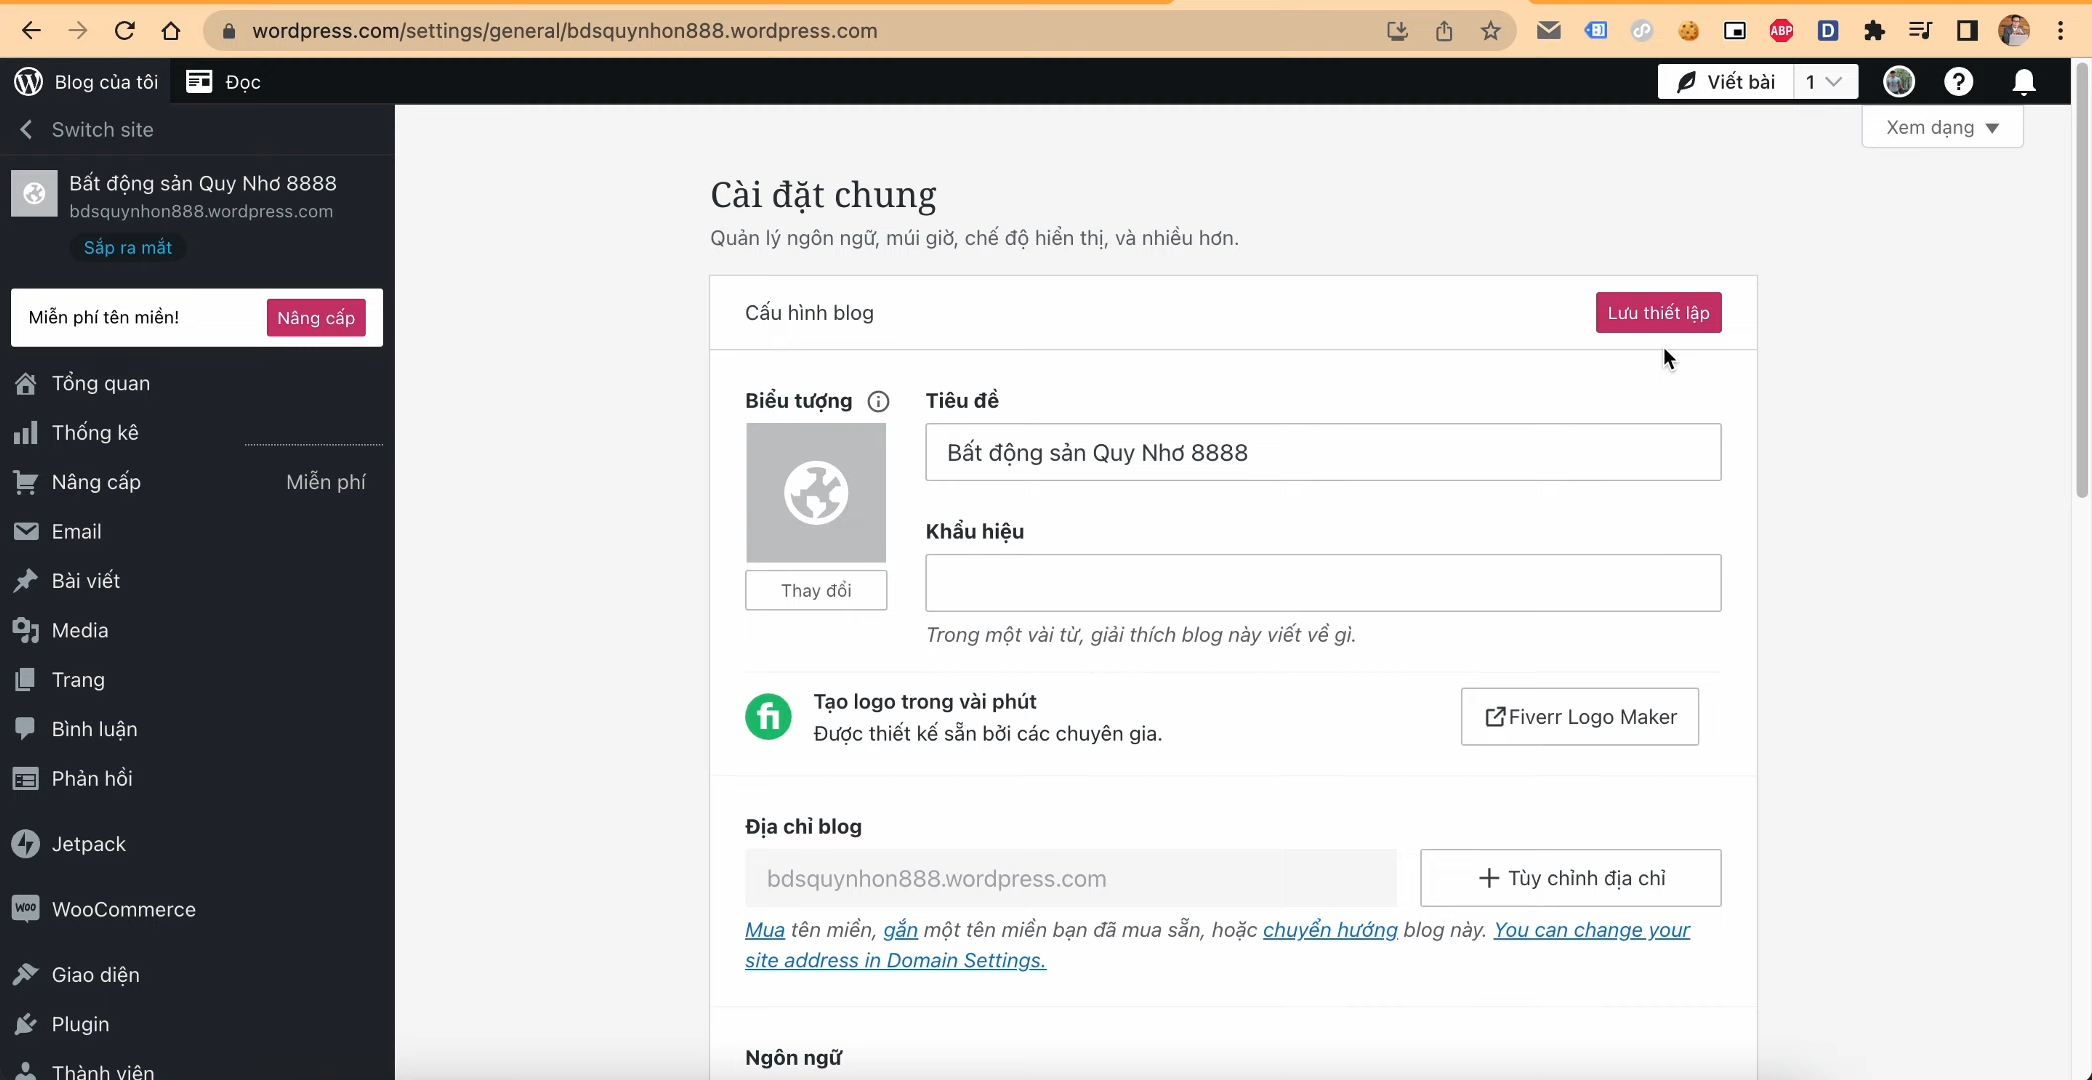 wordpress.com/settings/general/bdsquynhon888.wordpress.com
ABP
D
Blog của tôi
Đọc
Viết bài
1
Switch site
Xem dạng
Bất động sản Quy Nhơ 8888
bdsquynhon888.wordpress.com
Sắp ra mắt
Miễn phí tên miền!
Nâng cấp
Tổng quan
Thống kê
Nâng cấp
Miễn phí
Email
Bài viết
Media
Trang
Bình luận
Phản hồi
Jetpack
Woo
WooCommerce
Giao diện
Plugin
Thành viên
Cài đặt chung
Quản lý ngôn ngữ, múi giờ, chế độ hiển thị, và nhiều hơn.
Cấu hình blog
Lưu thiết lập
Biểu tượng
Thay đổi
Tiêu đề
Bất động sản Quy Nhơ 8888
Khẩu hiệu
Trong một vài từ, giải thích blog này viết về gì.
fi
Tạo logo trong vài phút
Được thiết kế sẵn bởi các chuyên gia.
Fiverr Logo Maker
Địa chỉ blog
bdsquynhon888.wordpress.com
+ Tùy chỉnh địa chỉ
Mua tên miền, gắn một tên miền bạn đã mua sẵn, hoặc chuyển hướng blog này. You can change your
site address in Domain Settings.
Ngôn ngữ